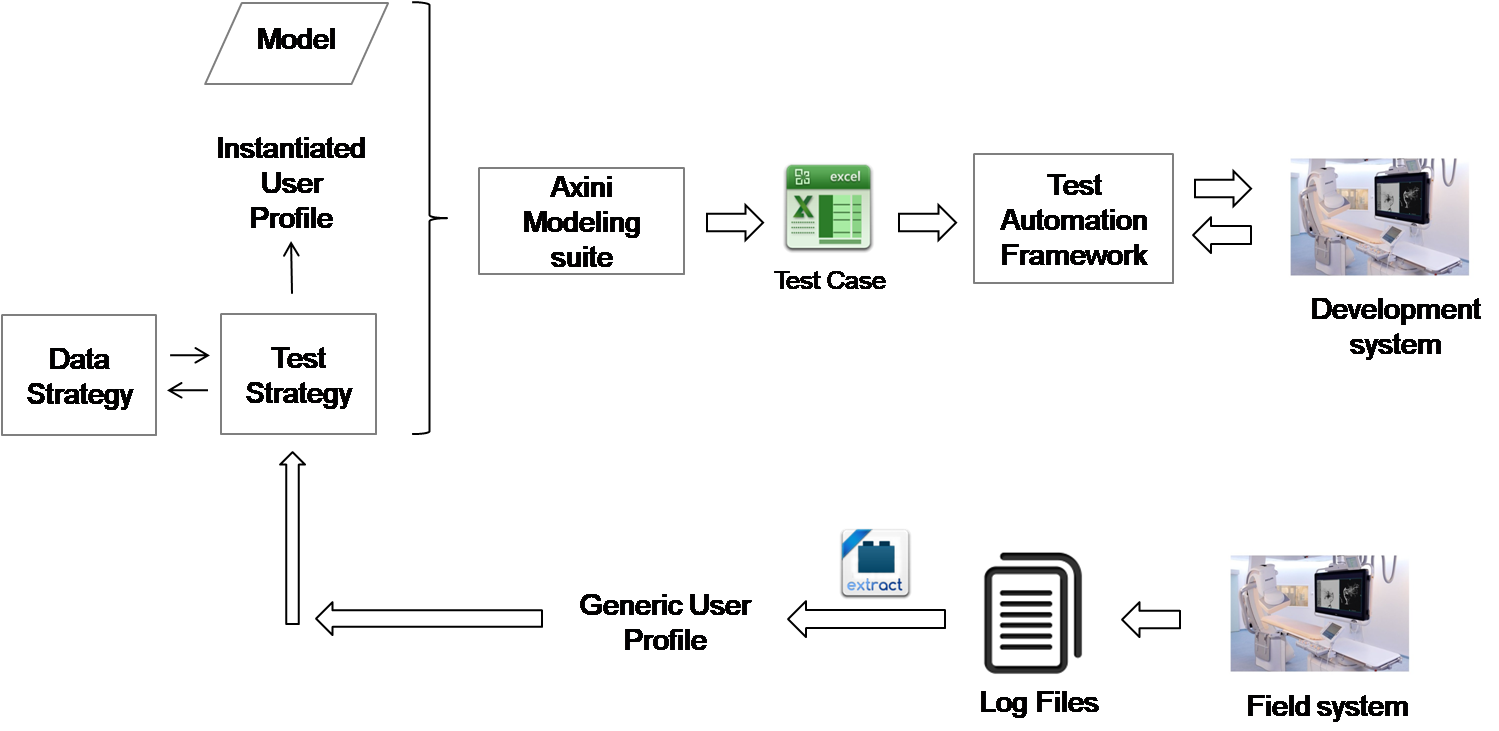 Model
Instantiated
User
Profile
Axini
Modeling
suite
excel
X
Test Case
Test
Automation
Framework
Development
system
Data
Strategy
Test
Strategy
extract
Generic User
Profile
Log Files
Field system